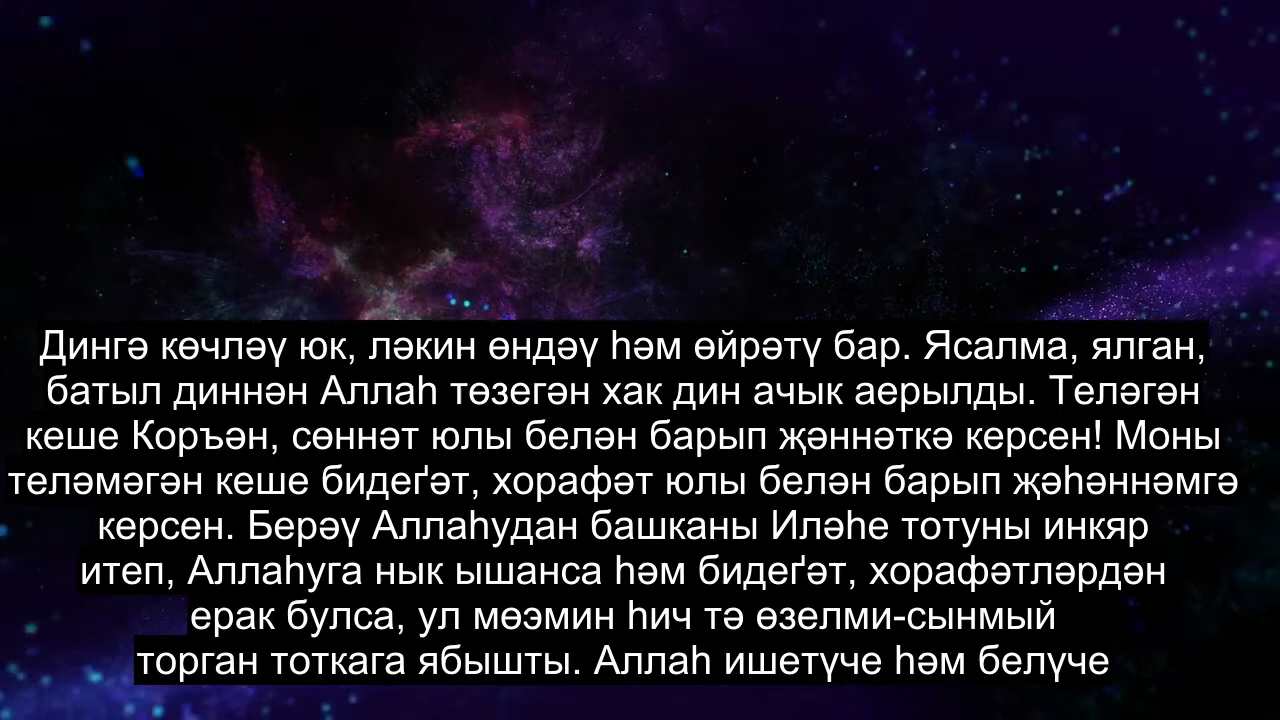 Дингә көчләү юк, ләкин өндәү һәм өйрәтү бар. Ясалма, ялган,
батыл диннән Аллаһ төзегән хак дин ачык аерылды. Теләгән
кеше Коръән, сөннәт юлы белән барып җәннәткә керсен! Моны
теләмәгән кеше бидеґәт, хорафәт юлы белән барып җәһәннәмгә
керсен. Берәү Аллаһудан башканы Иләһе тотуны инкяр
итеп, Аллаһуга нык ышанса һәм бидеґәт, хорафәтләрдән
ерак булса, ул мөэмин һич тә өзелми-сынмый
торган тоткага ябышты. Аллаһ ишетүче һәм белүче